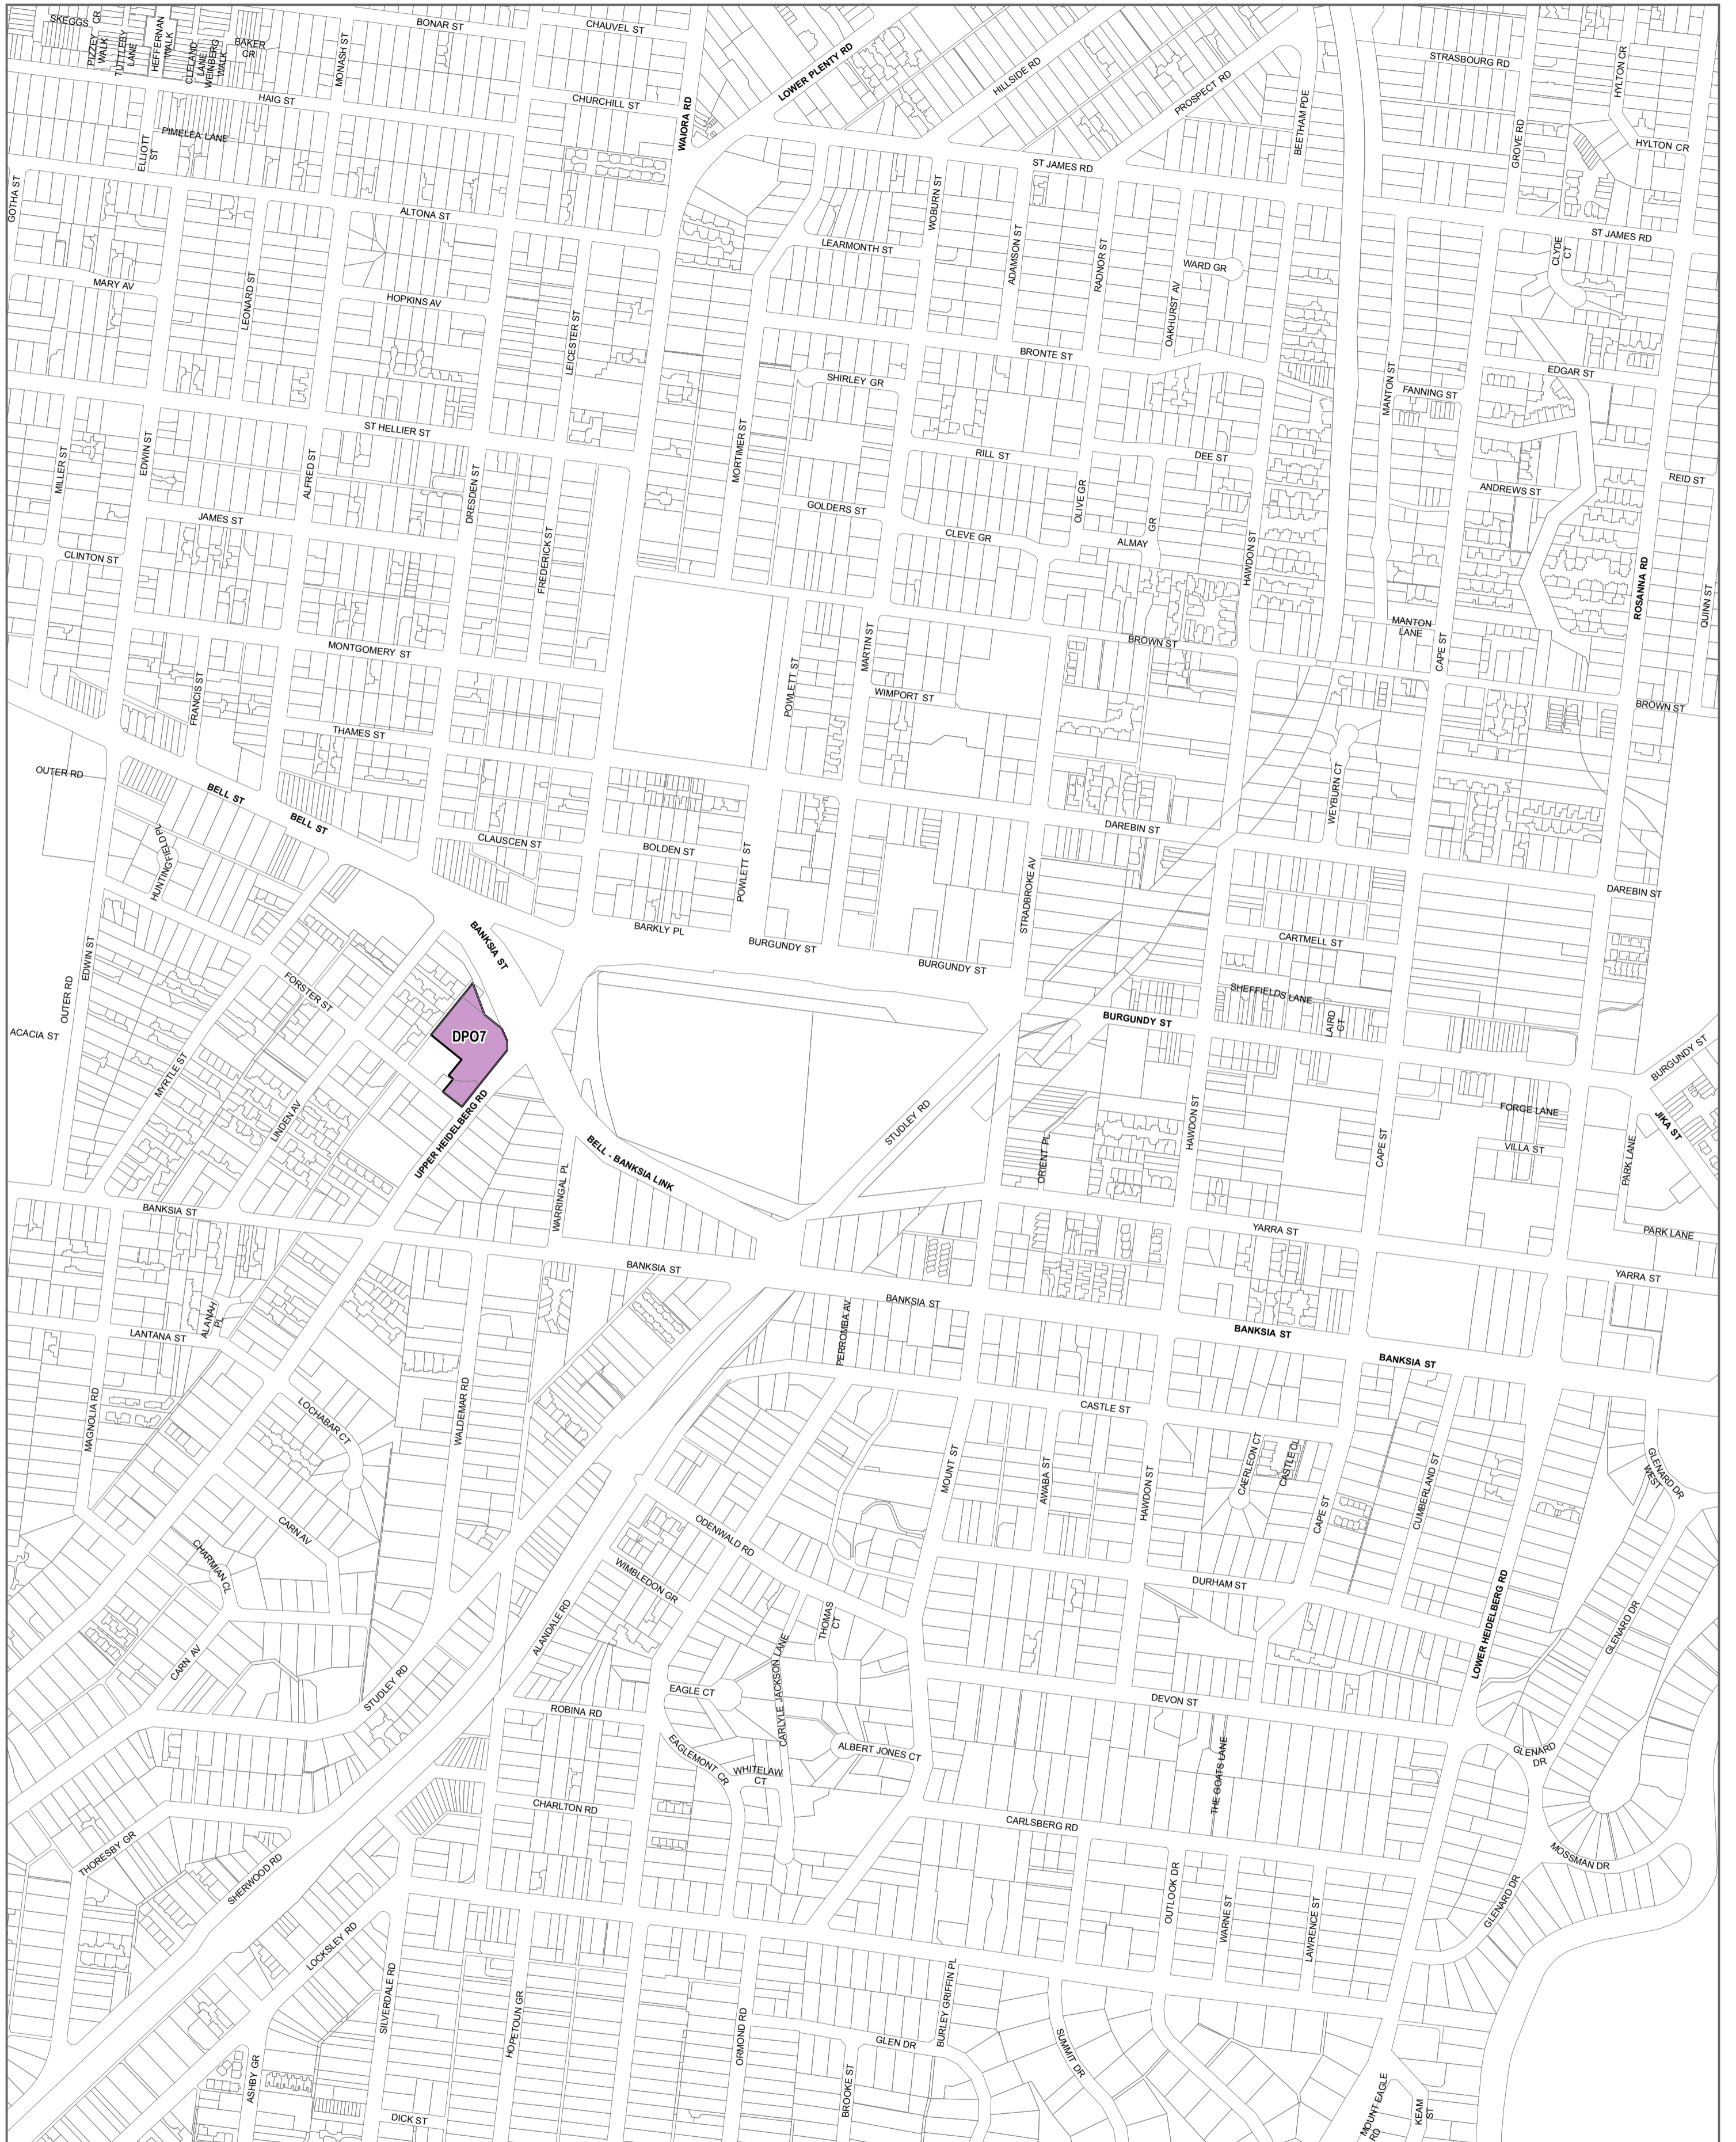 SKEGGS
PIZZEY
WALK
CR
TUTTLEBY
LANE
HEFFERNAN
WALK
CLELAND
LANE
WEINBERG
WALK
BAKER
CR
MONASH ST
BONAR ST
CHAUVEL ST
LOWER PLENTY RD
HILLSIDE RD
PROSPECT RD
BEETHAM PDE
STRASBOURG RD
HYLTON CR
HAIG ST
CHURCHILL ST
WAIORA RD
PIMELEA LANE
ELLIOTT
ST
ST JAMES RD
GROVE RD
HYLTON CR
GOTHA ST
ALTONA ST
WOBURN ST
LEARMONTH ST
ADAMSON ST
RADNOR ST
WARD GR
CLYDE
CT
ST JAMES RD
MARY AV
LEONARD ST
HOPKINS AV
LEICESTER ST
OAKHURST AV
BRONTE ST
SHIRLEY GR
MANTON ST
FANNING ST
EDGAR ST
MILLER ST
EDWIN ST
ALFRED ST
ST HELLIER ST
DRESDEN ST
MORTIMER ST
RILL ST
DEE ST
OLIVE GR
ANDREWS ST
REID ST
JAMES ST
GOLDERS ST
CLEVE GR
ALMAY
GR
HAWDON ST
CLINTON ST
FREDERICK ST
ROSANNA RD
QUINN ST
MONTGOMERY ST
MARTIN ST
BROWN ST
MANTON
LANE
CAPE ST
FRANCIS ST
POWLETT ST
WIMPORT ST
BROWN ST
THAMES ST
OUTER RD
BELL ST
BELL ST
HUNTINGFIELD PL
WEYBURN CT
CLAUSCEN ST
BOLDEN ST
POWLETT ST
DAREBIN ST
STRADBROKE AV
DAREBIN ST
BARKLY PL
BURGUNDY ST
BURGUNDY ST
CARTMELL ST
EDWIN ST
OUTER RD
BANKSIA ST
FORSTER ST
SHEFFIELDS LANE
LAIRD
CT
ACACIA ST
DPO7
BURGUNDY ST
BURGUNDY ST
MYRTLE ST
LINDEN AV
UPPER HEIDELBERG RD
STUDLEY RD
BELL - BANKSIA LINK
WARRINGAL PL
ORIENT PL
HAWDON ST
CAPE ST
FORGE LANE
VILLA ST
JIKA ST
PARK LANE
PARK LANE
BANKSIA ST
YARRA ST
YARRA ST
BANKSIA ST
BANKSIA ST
BANKSIA ST
BANKSIA ST
ALANAH
PL
LANTANA ST
PERROMBA AV
MAGNOLIA RD
LOCHABAR CT
WALDEMAR RD
CASTLE ST
MOUNT ST
AWABA ST
HAWDON ST
CAERLEON CT
CASTLE CL
CAPE ST
CUMBERLAND ST
GLENARD DR
WEST
CARN AV
CHARMIAN CL
ODENWALD RD
WIMBLEDON GR
DURHAM ST
ALANDALE RD
THOMAS
CT
CARLYLE JACKSON LANE
LOWER HEIDELBERG RD
GLENARD DR
CARN AV
STUDLEY RD
EAGLE CT
ROBINA RD
DEVON ST
EAGLEMONT CR
WHITELAW
CT
ALBERT JONES CT
THE GOATS LANE
GLENARD
DR
CHARLTON RD
CARLSBERG RD
THORESBY GR
SHERWOOD RD
MOSSMAN DR
OUTLOOK DR
WARNE ST
LAWRENCE ST
GLENARD DR
LOCKSLEY RD
SILVERDALE RD
HOPETOUN GR
ORMOND RD
BURLEY GRIFFIN PL
GLEN DR
SUMMIT DR
ASHBY GR
BROOKE ST
DICK ST
MOUNT EAGLE
RD
KEAM
ST